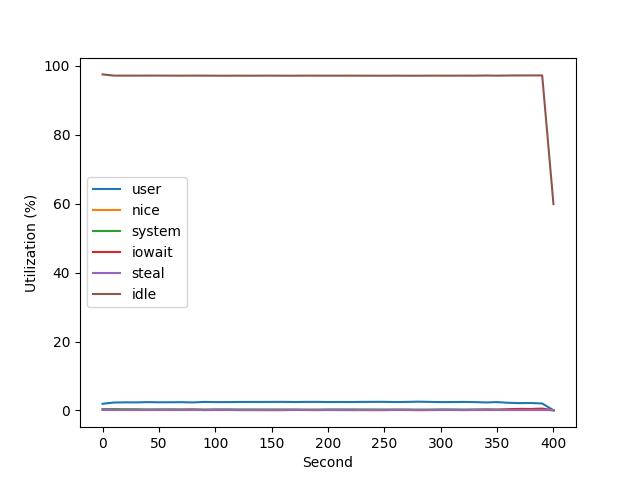 100
80
60
40
20
0
Utilization (%)
user
nice
system
iowait
steal
idle
0 50 100 150 200 250 300 350 400
Second